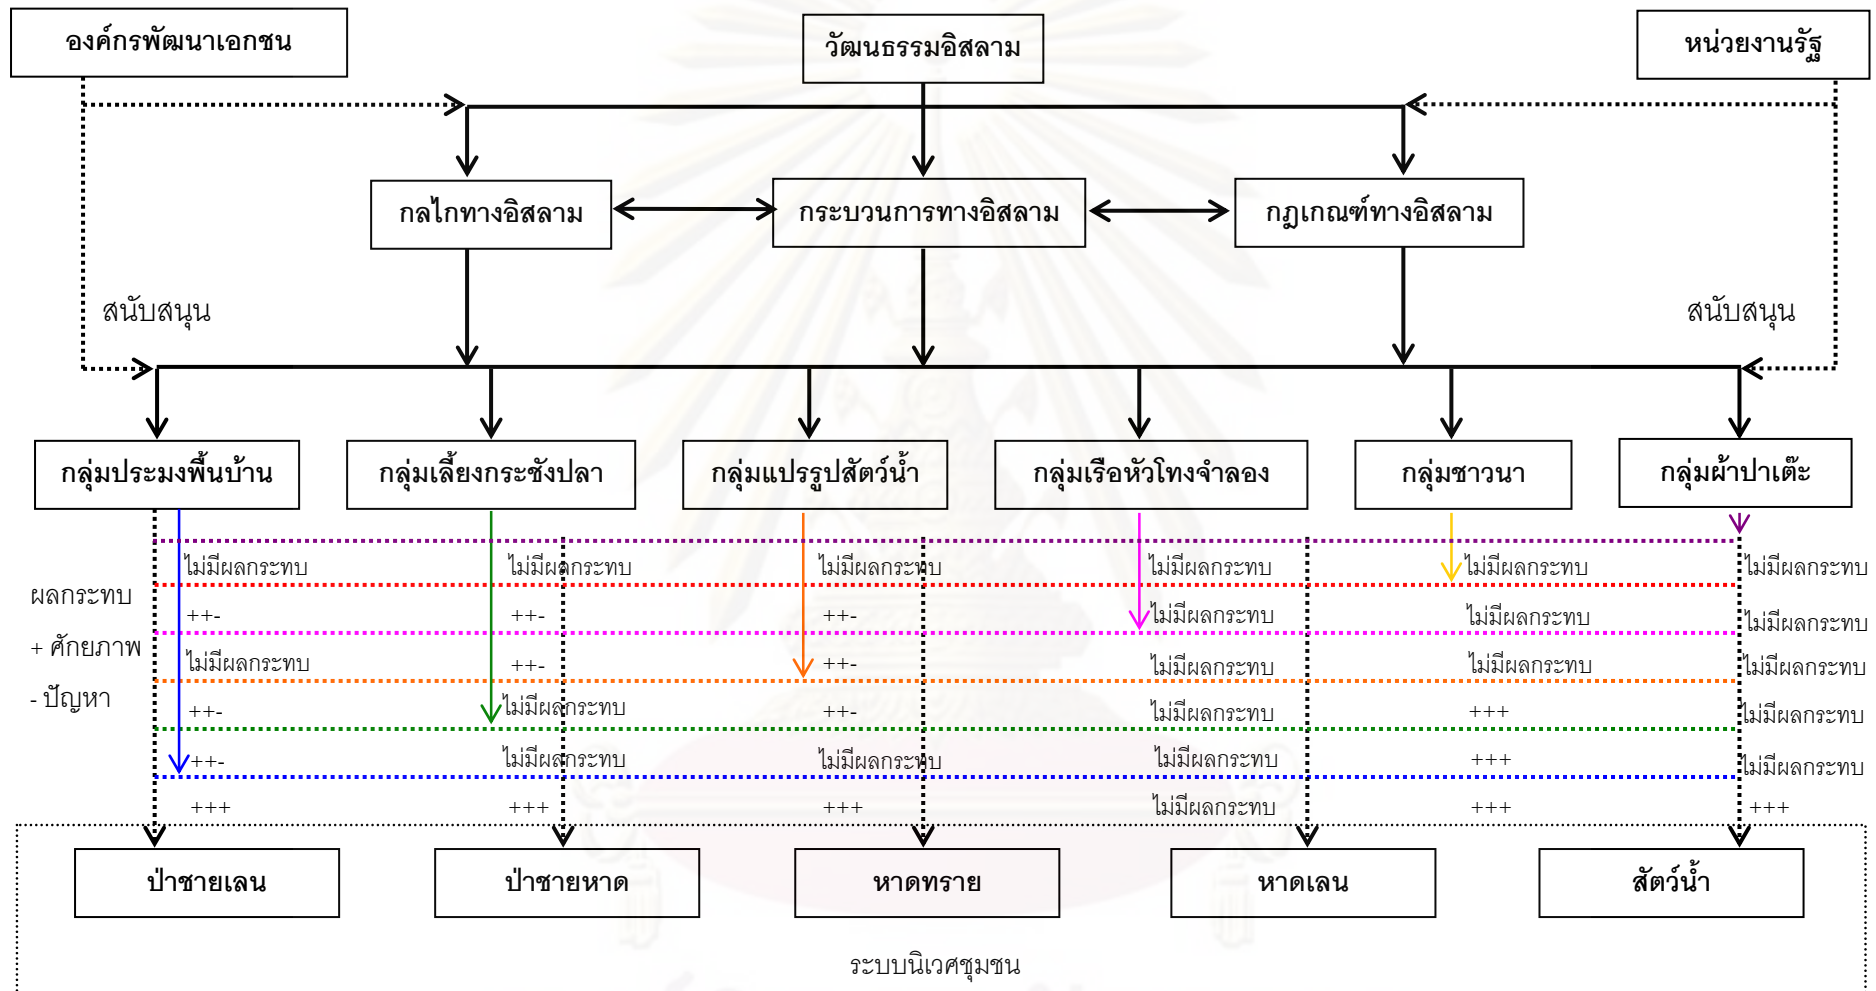 องค์กรพัฒนาเอกชน
วัฒนธรรมอิสลาม
หน่วยงานรัฐ
กลไกทางอิสลาม
กระบวนการทางอิสลาม
กฎเกณฑ์ทางอิสลาม
สนับสนุน
สนับสนุน
กลุ่มประมงพื้นบ้าน
กลุ่มเลี้ยงกระชังปลา
กลุ่มแปรรูปสัตว์น้ำ
กลุ่มเรือหัวโทงจำลอง
กลุ่มชาวนา
กลุ่มผ้าปาเต๊ะ
ผลกระทบ
+ ศักยภาพ
- ปัญหา
ไม่มีผลกระทบ ไม่มีผลกระทบ ไม่มีผลกระทบ ไม่มีผลกระทบ ไม่มีผลกระทบ ไม่มีผลกระทบ
++- ++- ++- ไม่มีผลกระทบ ไม่มีผลกระทบ ไม่มีผลกระทบ
ไม่มีผลกระทบ ++- ++- ไม่มีผลกระทบ ไม่มีผลกระทบ ไม่มีผลกระทบ
++- ไม่มีผลกระทบ ++- ไม่มีผลกระทบ +++ ไม่มีผลกระทบ
++- ไม่มีผลกระทบ ไม่มีผลกระทบ ไม่มีผลกระทบ +++ ไม่มีผลกระทบ
+++ +++ +++ ไม่มีผลกระทบ +++ +++
ป่าชายเลน
ป่าชายหาด
หาดทราย
หาดเลน
สัตว์น้ำ
ระบบนิเวศชุมชน